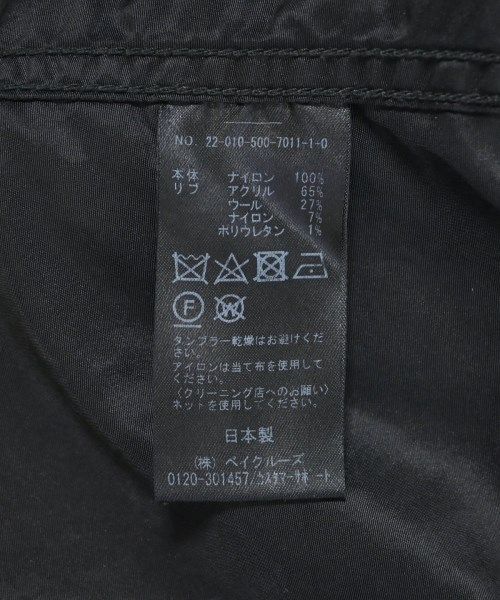 NO. 22-010-500-7011-1-0
本体 ナイロン 100%
リブ アクリル 65%
ウール 27%
ナイロン 7%
ポリウレタン 1%
F W
タンブラー乾燥はお避けくだ
さい。
アイロンは当て布を使用して
ください。
〈クリーニング店へのお願い〉
ネットを使用してください。
日本製
(株) ベイクルーズ
0120-301457/カスタマーサポート